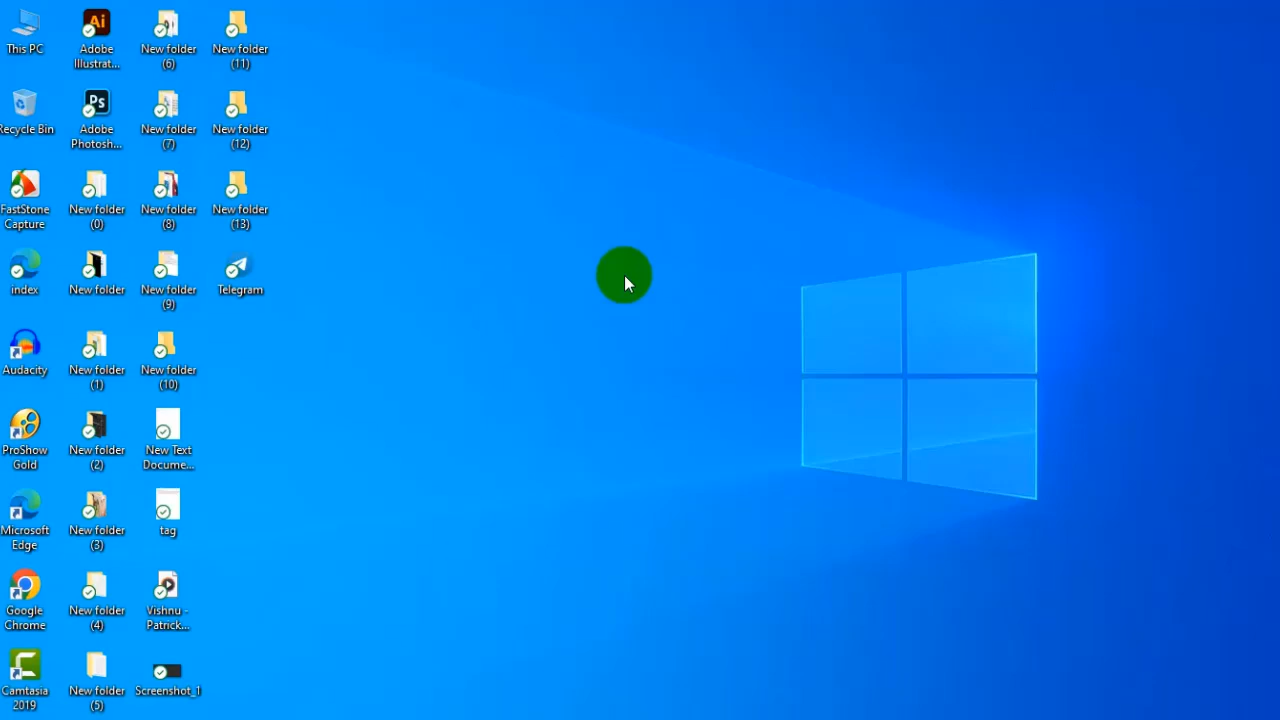 This PC
Recycle Bin
FastStone
Capture
index
Audacity
ProShow
Gold
Microsoft
Edge
Google
Chrome
Camtasia
2019
Ai
Adobe
Illustrat...
Ps
Adobe
Photosh...
New folder
(0)
New folder
New folder
(1)
New folder
(2)
New folder
(3)
New folder
(4)
New folder
(5)
New folder
(6)
New folder
(7)
New folder
(8)
New folder
(9)
New folder
(10)
New Text
Docume...
tag
Vishnu -
Patrick...
Screenshot_1
New folder
(11)
New folder
(12)
New folder
(13)
Telegram